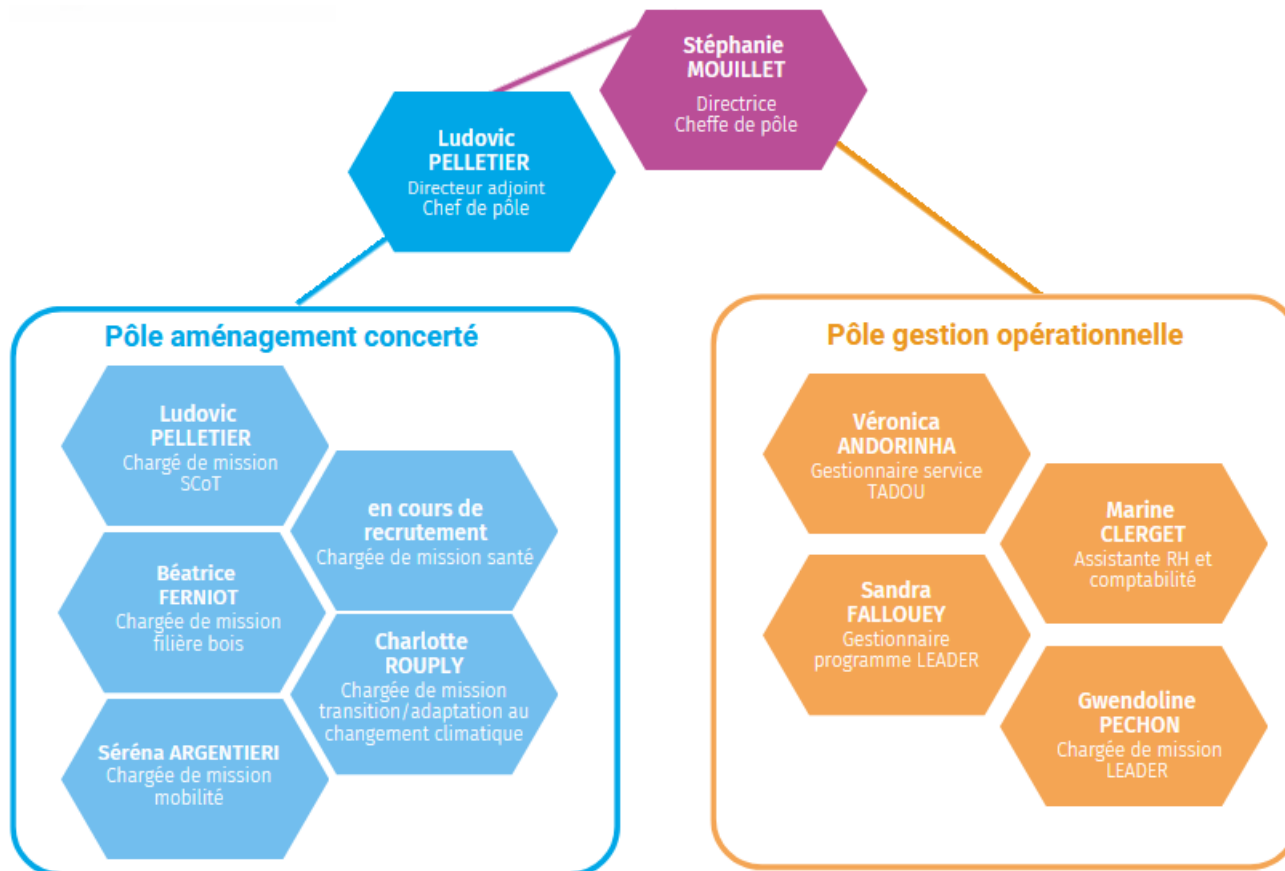 Stéphanie
MOUILLET
Directrice
Cheffe de pôle
Ludovic
PELLETIER
Directeur adjoint
Chef de pôle
Pôle aménagement concerté
Ludovic
PELLETIER
Chargé de mission
SCoT
en cours de
recrutement
Chargée de mission santé
Béatrice
FERNIOT
Chargée de mission
filière bois
Charlotte
ROUPLY
Chargée de mission
transition/adaptation au
changement climatique
Séréna ARGENTIERI
Chargée de mission
mobilité
Pôle gestion opérationnelle
Véronica
ANDORINHA
Gestionnaire service
TADOU
Marine
CLERGET
Assistante RH et
comptabilité
Sandra
FALLOUEY
Gestionnaire
programme LEADER
Gwendoline
PECHON
Chargée de mission
LEADER